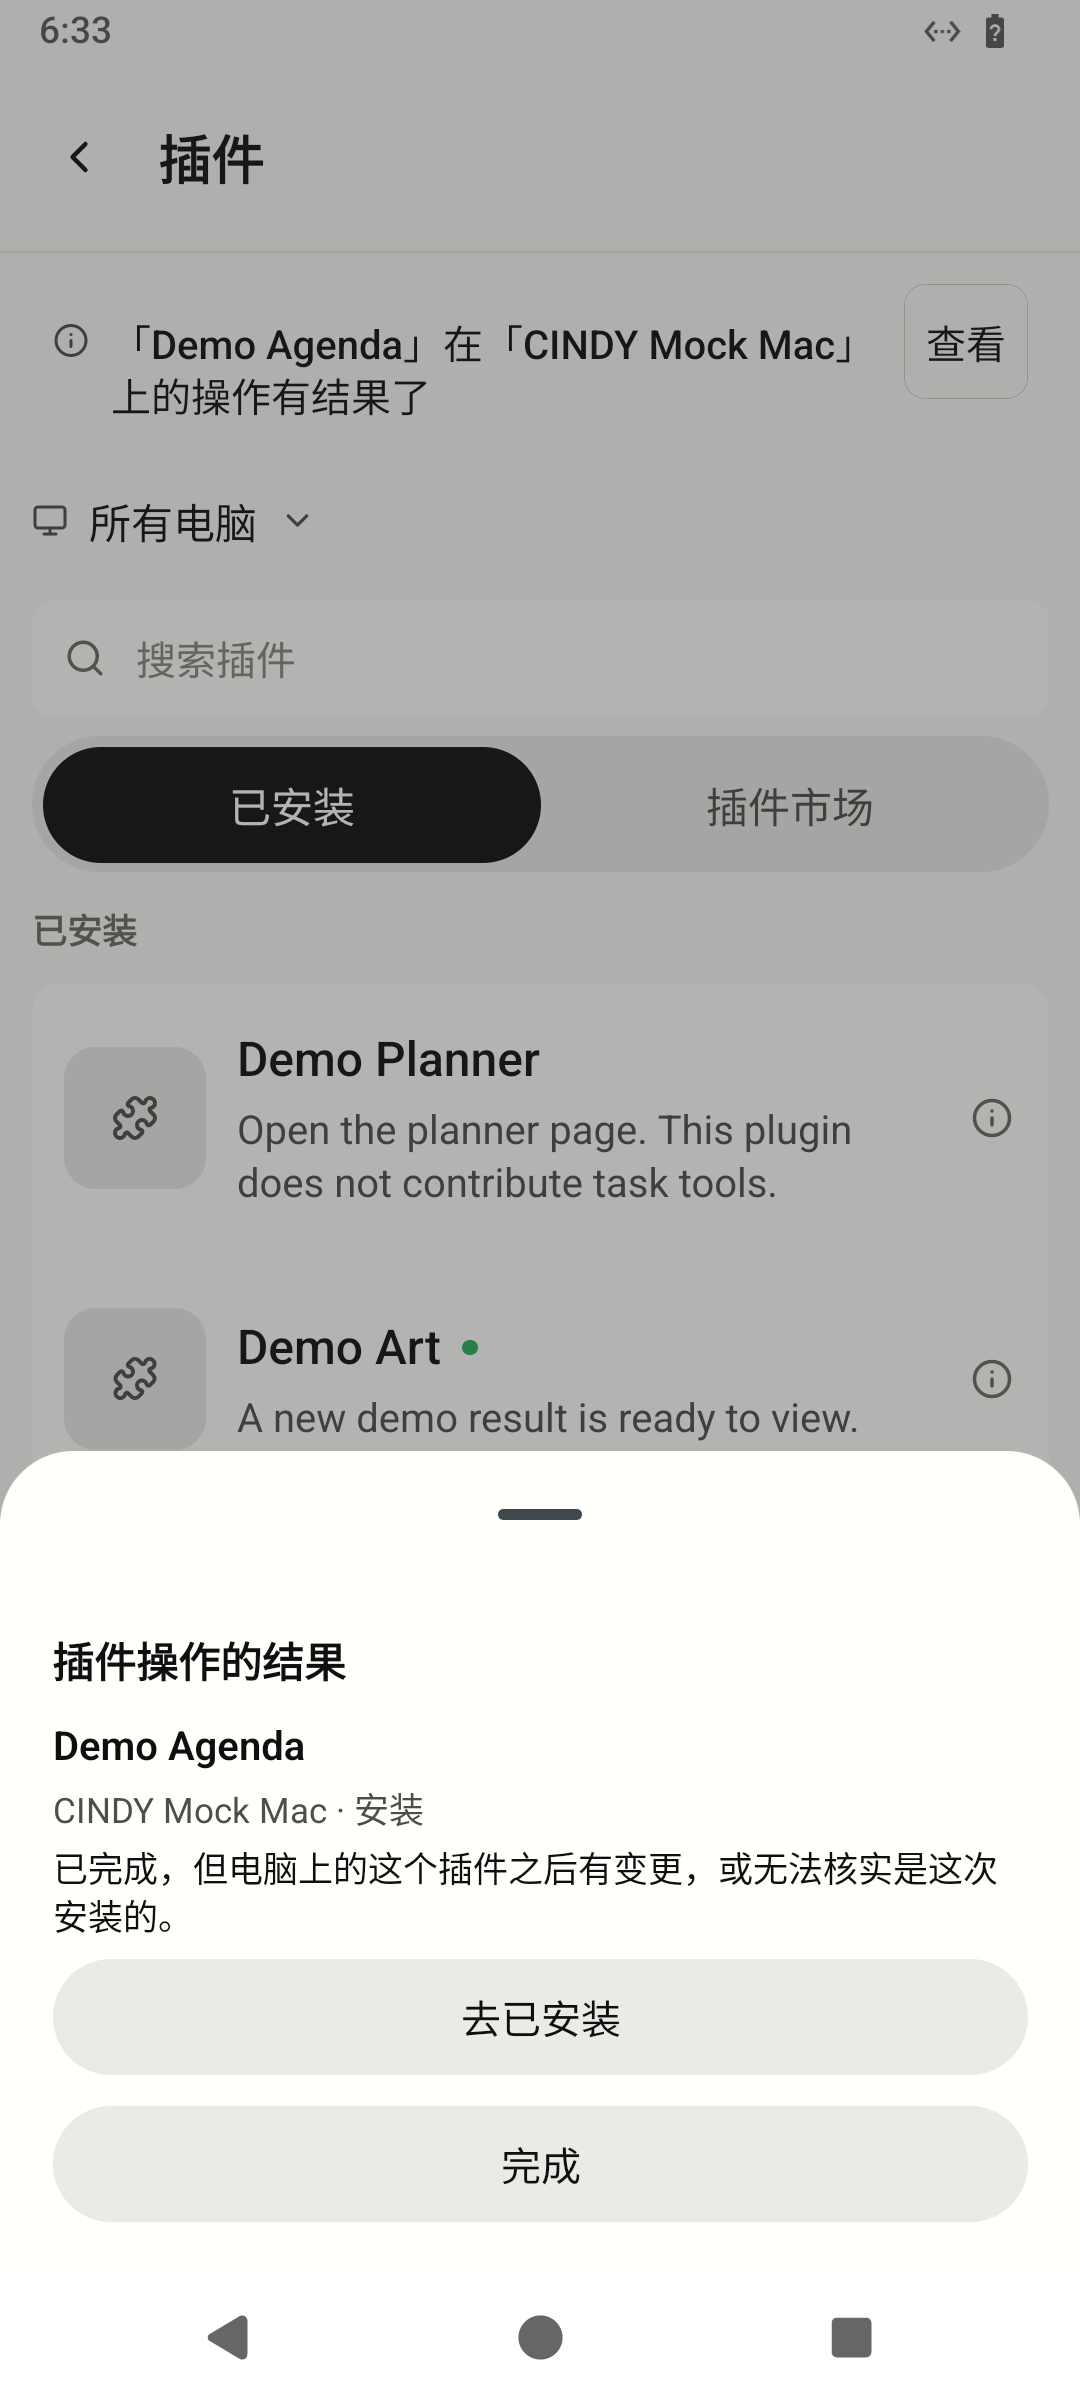 6:33
插件
「Demo Agenda」在「CINDY Mock Mac」
上的操作有结果了
查看
所有电脑
搜索插件
已安装
插件市场
已安装
Demo Planner
Open the planner page. This plugin
does not contribute task tools.
Demo Art
A new demo result is ready to view.
插件操作的结果
Demo Agenda
CINDY Mock Mac · 安装
已完成，但电脑上的这个插件之后有变更，或无法核实是这次
安装的。
去已安装
完成